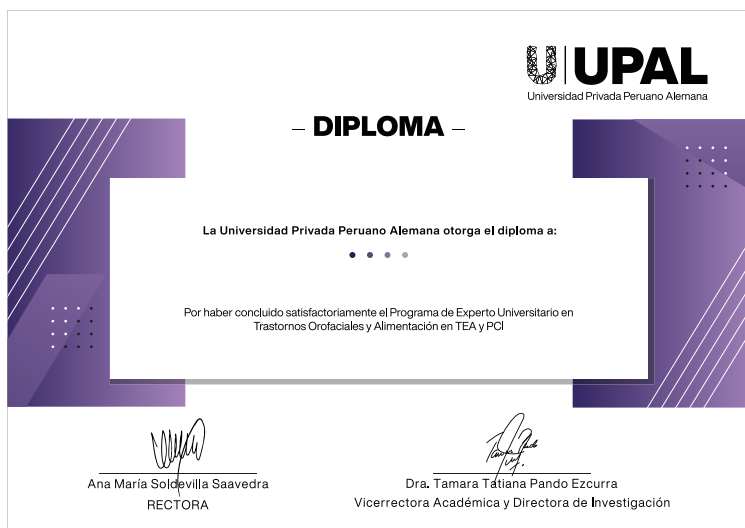 UPAL
Universidad Privada Peruano Alemana
– DIPLOMA –
La Universidad Privada Peruano Alemana otorga el diploma a:
Por haber concluido satisfactoriamente el Programa de Experto Universitario en
Trastornos Orofaciales y Alimentación en TEA y PCI
Ana María Soldevilla Saavedra
RECTORA
Dra. Tamara Tatiana Pando Ezcurra
Vicerrectora Académica y Directora de Investigación